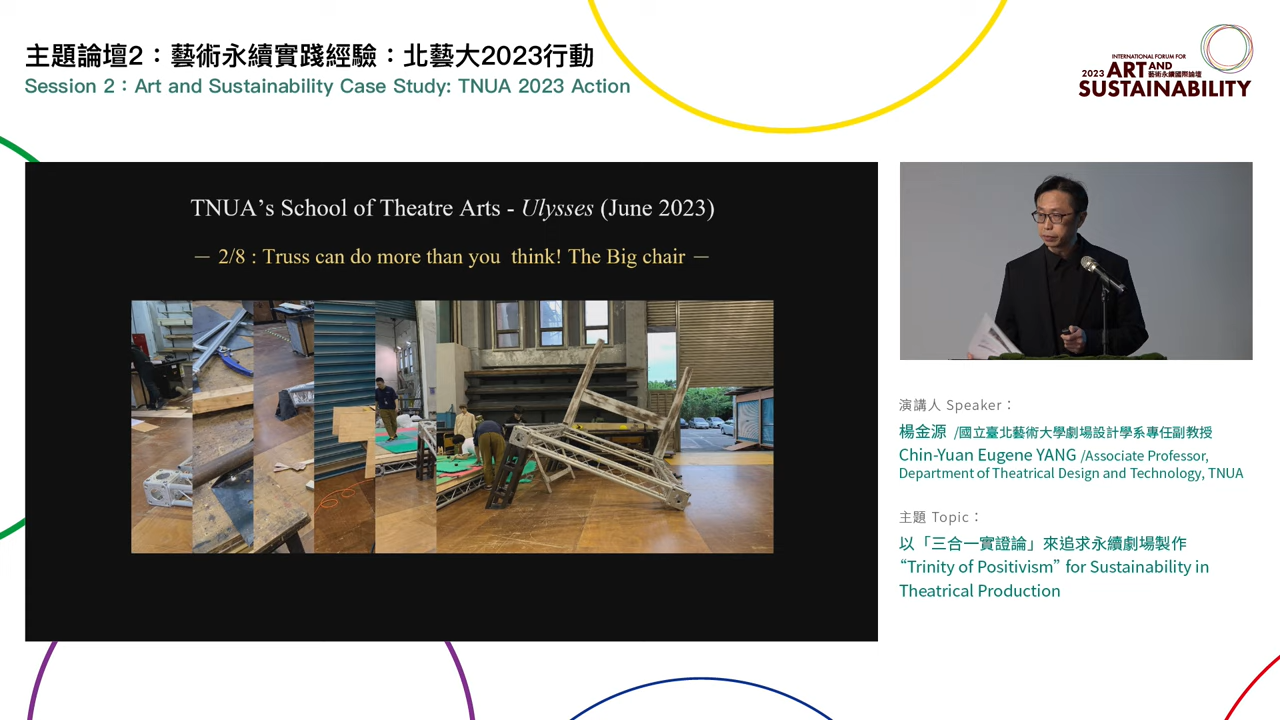 主題論壇2：藝術永續實踐經驗：北藝大2023行動
Session 2：Art and Sustainability Case Study: TNUA 2023 Action
INTERNATIONAL FORUM FOR
2023 ART AND 藝術永續國際論壇
SUSTAINABILITY
TNUA’s School of Theatre Arts - Ulysses (June 2023)
— 2/8 : Truss can do more than you think! The Big chair —
演講人 Speaker：
楊金源 /國立臺北藝術大學劇場設計學系專任副教授
Chin-Yuan Eugene YANG /Associate Professor,
Department of Theatrical Design and Technology, TNUA
主題 Topic：
以「三合一實證論」來追求永續劇場製作
“Trinity of Positivism” for Sustainability in
Theatrical Production